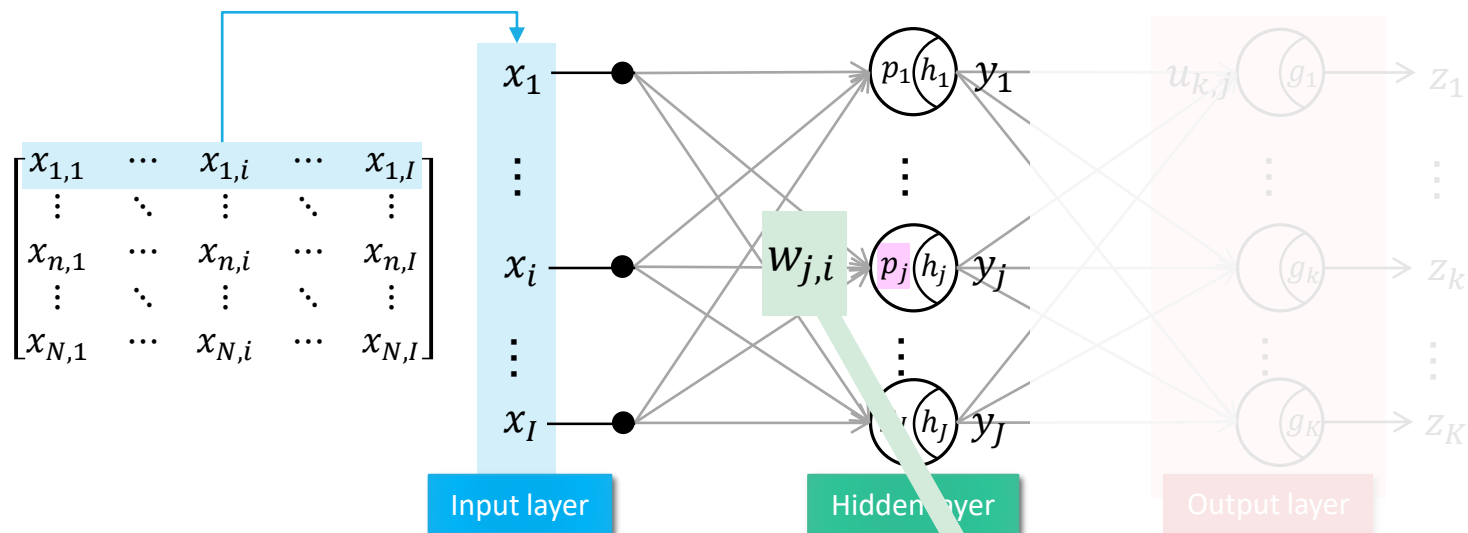 x_{1,1} ⋯ x_{1,i} ⋯ x_{1,I}
⋮ ⋱ ⋮ ⋱ ⋮
x_{n,1} ⋯ x_{n,i} ⋯ x_{n,I}
⋮ ⋱ ⋮ ⋱ ⋮
x_{N,1} ⋯ x_{N,i} ⋯ x_{N,I}
x_1 p_1 h_1 y_1 u_{k,j} g_1 z_1
⋮ ⋮ ⋮ ⋮
x_i w_{j,i} p_j h_j y_j g_k z_k
⋮ ⋮ ⋮ ⋮
x_I h_J y_J g_K z_K
Input layer Hidden layer Output layer